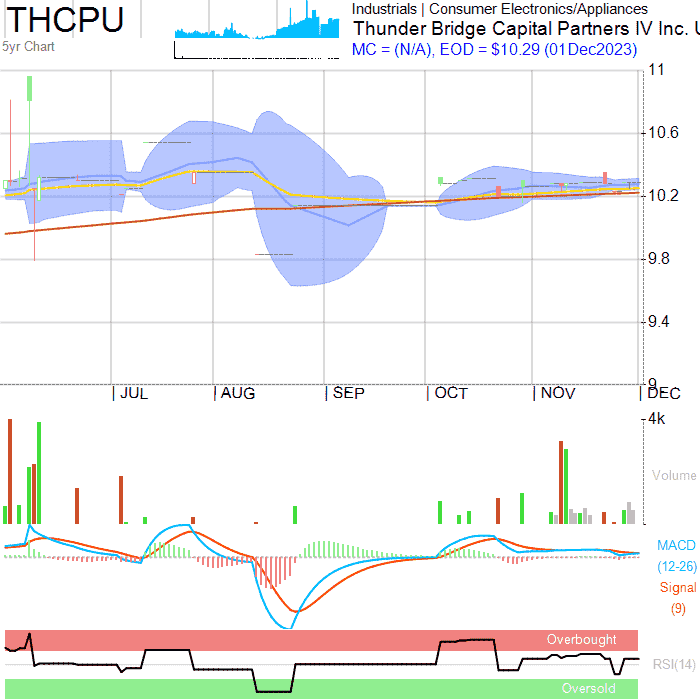 THCPU
5yr Chart
Industrials | Consumer Electronics/Appliances
Thunder Bridge Capital Partners IV Inc. U
MC = (N/A), EOD = $10.29 (01Dec2023)
11
10.6
10.2
9.8
9.4
9
JUL AUG SEP OCT NOV DEC
4k
Volume
MACD
(12-26)
Signal
(9)
Overbought
RSI(14)
Oversold